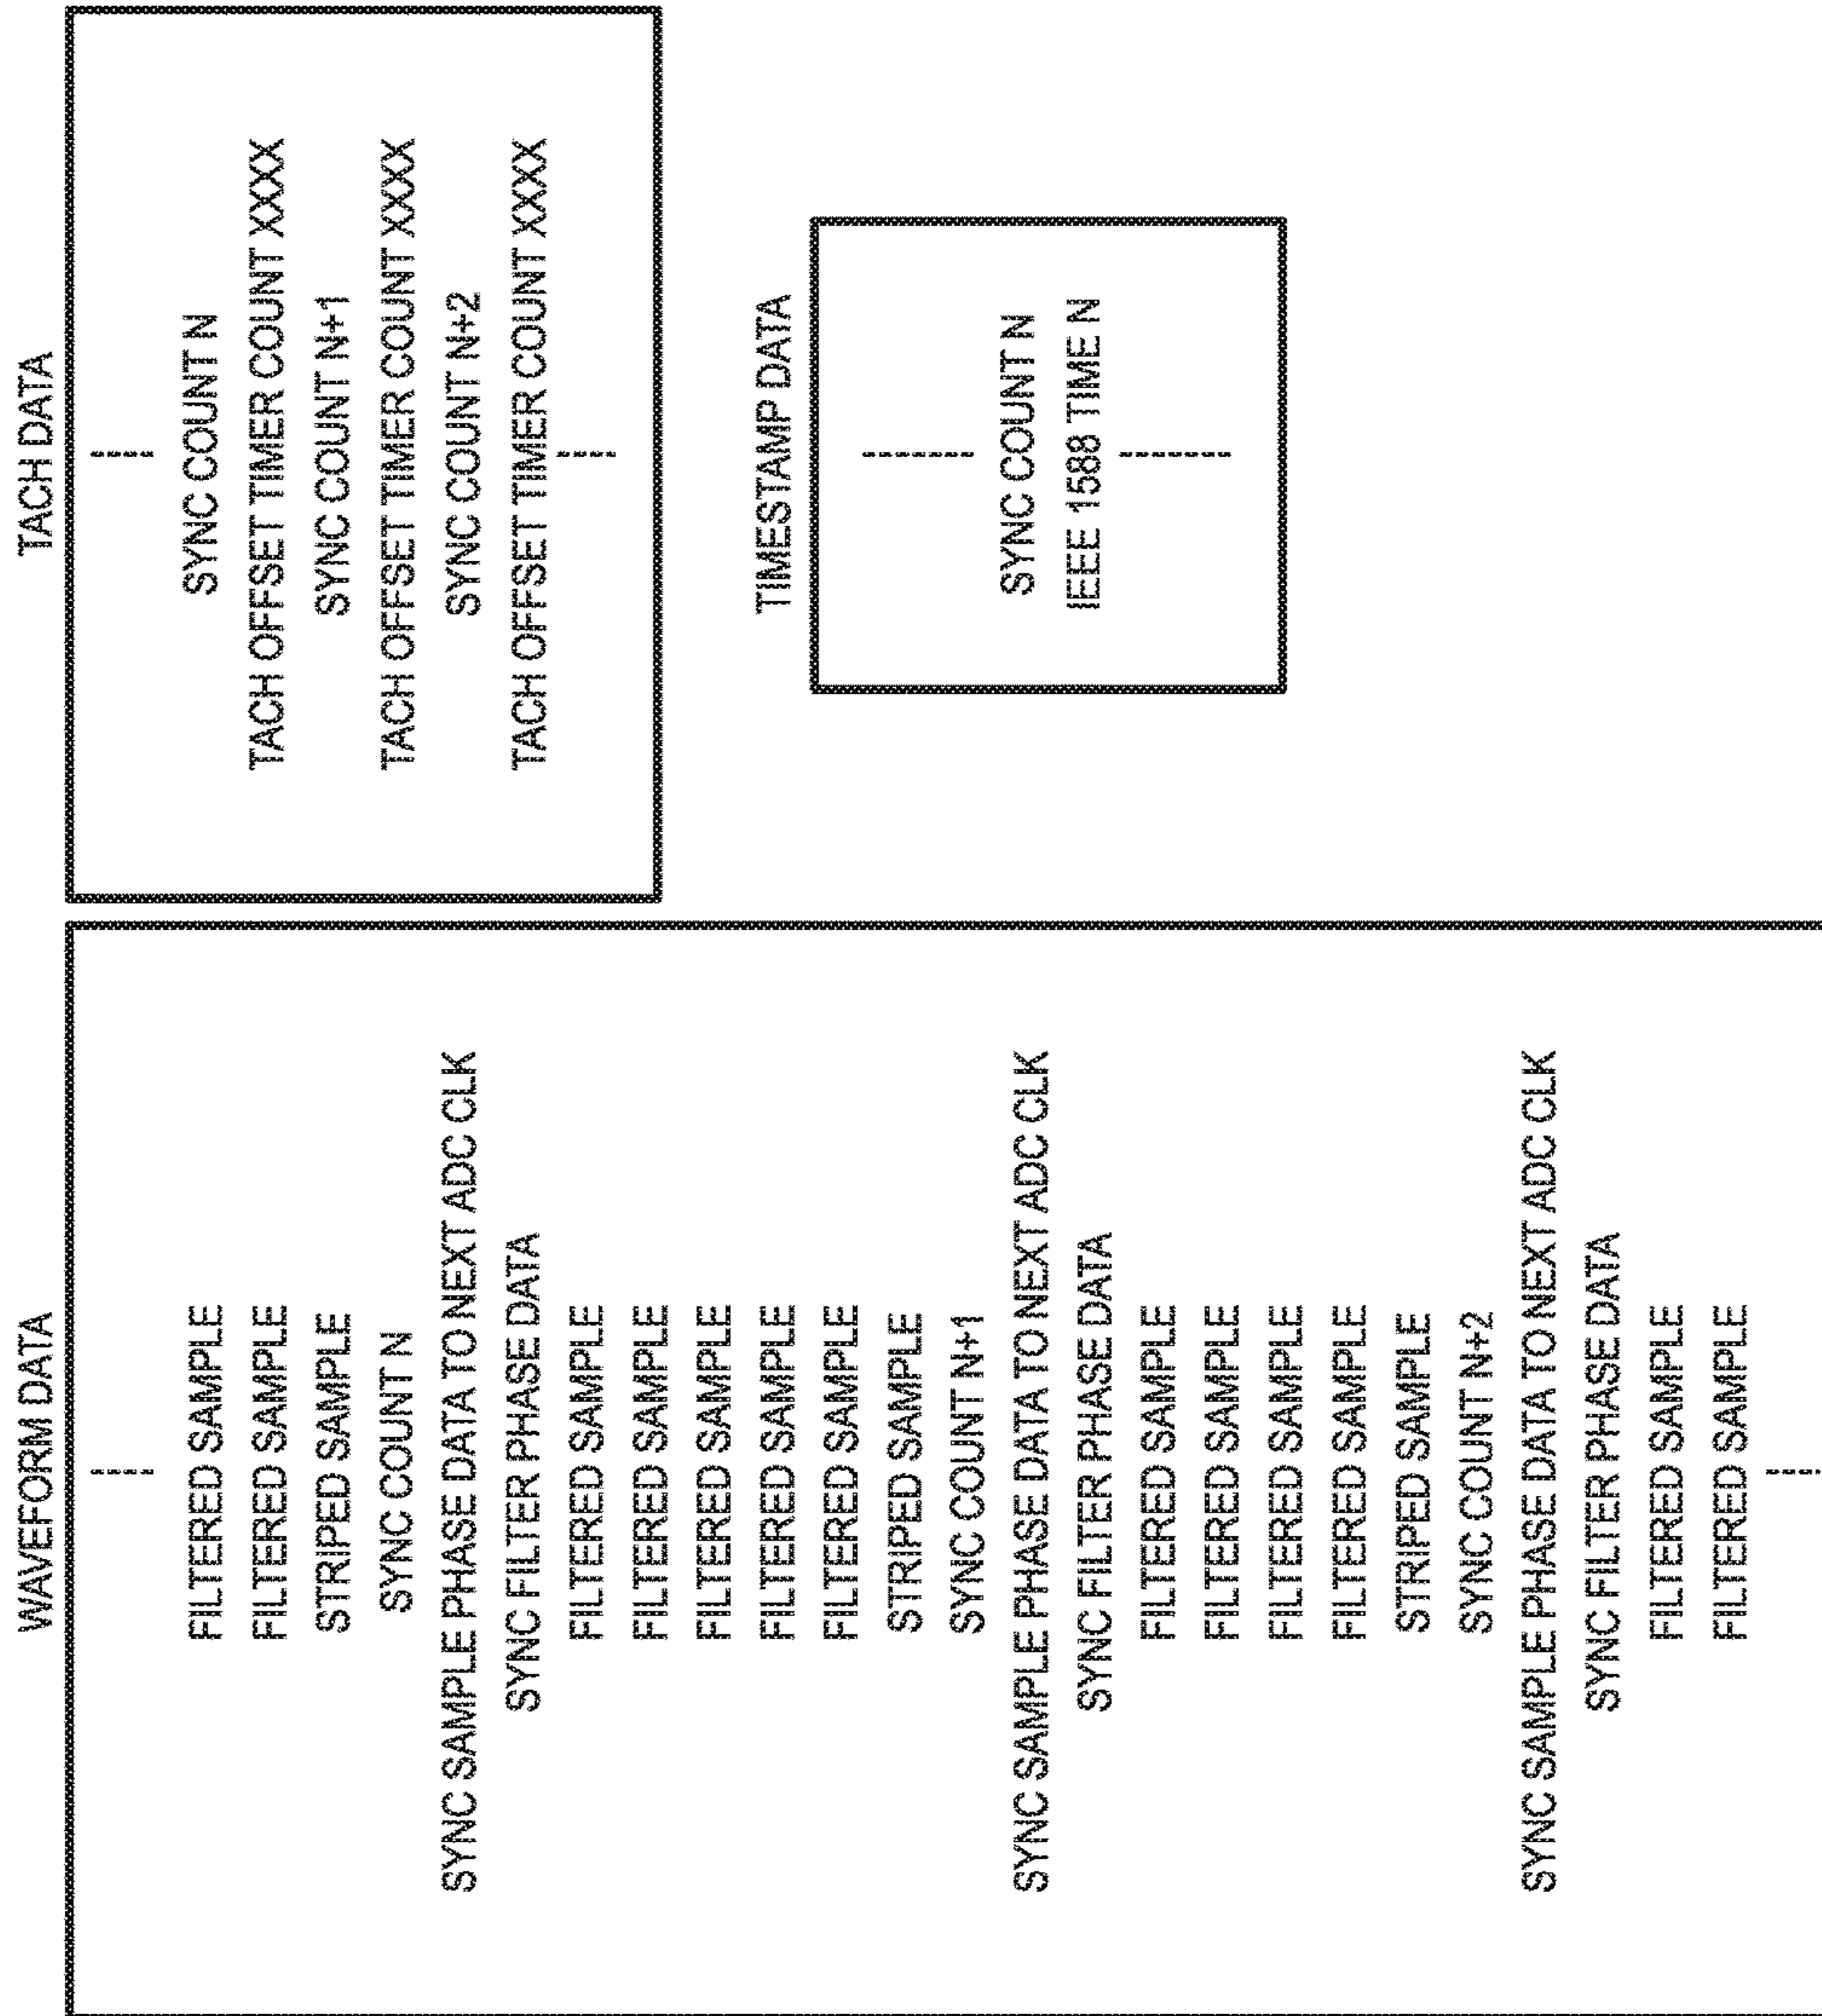 WAVEFORM DATA
----
FILTERED SAMPLE
FILTERED SAMPLE
STRIPED SAMPLE
SYNC COUNT N
SYNC SAMPLE PHASE DATA TO NEXT ADC CLK
SYNC FILTER PHASE DATA
FILTERED SAMPLE
FILTERED SAMPLE
FILTERED SAMPLE
FILTERED SAMPLE
FILTERED SAMPLE
STRIPED SAMPLE
SYNC COUNT N+1
SYNC SAMPLE PHASE DATA TO NEXT ADC CLK
SYNC FILTER PHASE DATA
FILTERED SAMPLE
FILTERED SAMPLE
FILTERED SAMPLE
FILTERED SAMPLE
STRIPED SAMPLE
SYNC COUNT N+2
SYNC SAMPLE PHASE DATA TO NEXT ADC CLK
SYNC FILTER PHASE DATA
FILTERED SAMPLE
FILTERED SAMPLE
----
TACH DATA
----
SYNC COUNT N
TACH OFFSET TIMER COUNT XXXX
SYNC COUNT N+1
TACH OFFSET TIMER COUNT XXXX
SYNC COUNT N+2
TACH OFFSET TIMER COUNT XXXX
----
TIMESTAMP DATA
-------
SYNC COUNT N
IEEE 1588 TIME N
-------